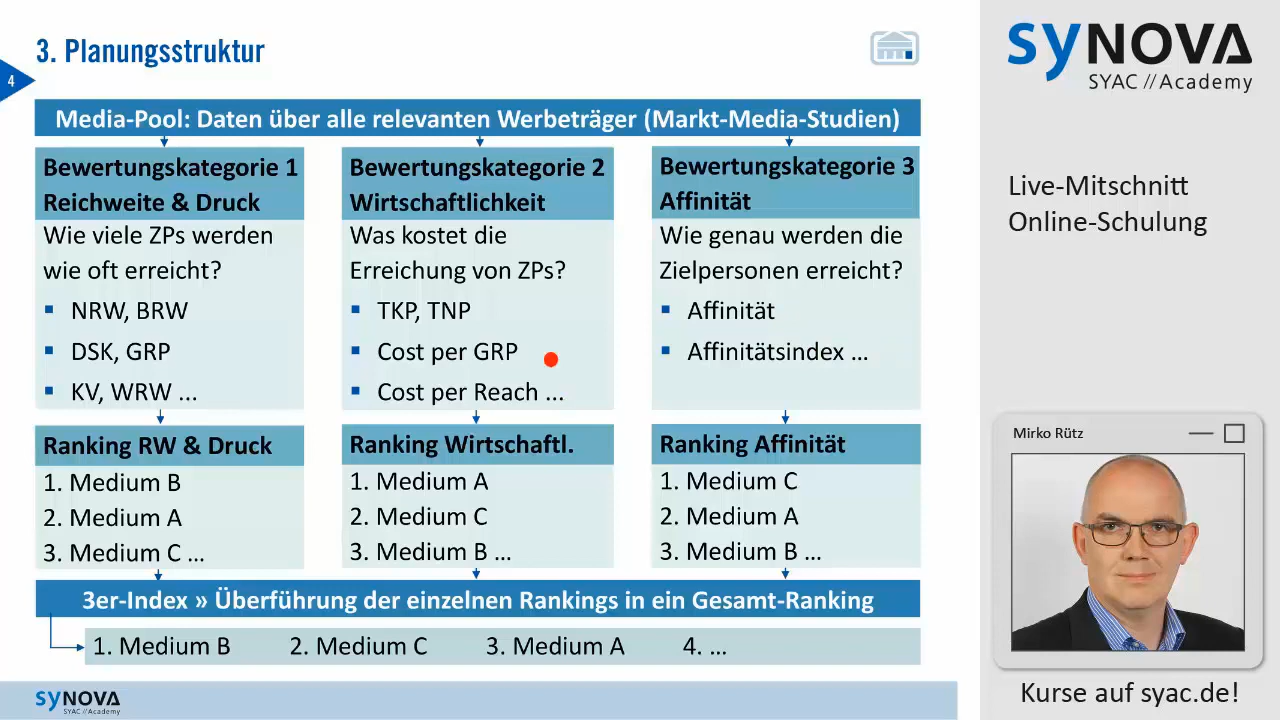 3. Planungsstruktur
4
Media-Pool: Daten über alle relevanten Werbeträger (Markt-Media-Studien)
Bewertungskategorie 1
Reichweite & Druck
Wie viele ZPs werden
wie oft erreicht?
▪ NRW, BRW
▪ DSK, GRP
▪ KV, WRW ...
Bewertungskategorie 2
Wirtschaftlichkeit
Was kostet die
Erreichung von ZPs?
▪ TKP, TNP
▪ Cost per GRP
▪ Cost per Reach ...
Bewertungskategorie 3
Affinität
Wie genau werden die
Zielpersonen erreicht?
▪ Affinität
▪ Affinitätsindex ...
Ranking RW & Druck
1. Medium B
2. Medium A
3. Medium C ...
Ranking Wirtschaftl.
1. Medium A
2. Medium C
3. Medium B ...
Ranking Affinität
1. Medium C
2. Medium A
3. Medium B ...
3er-Index » Überführung der einzelnen Rankings in ein Gesamt-Ranking
1. Medium B 2. Medium C 3. Medium A 4. ...
syNOVA
SYAC // Academy
syNOVA
SYAC // Academy
Live-Mitschnitt
Online-Schulung
Mirko Rütz
Kurse auf syac.de!